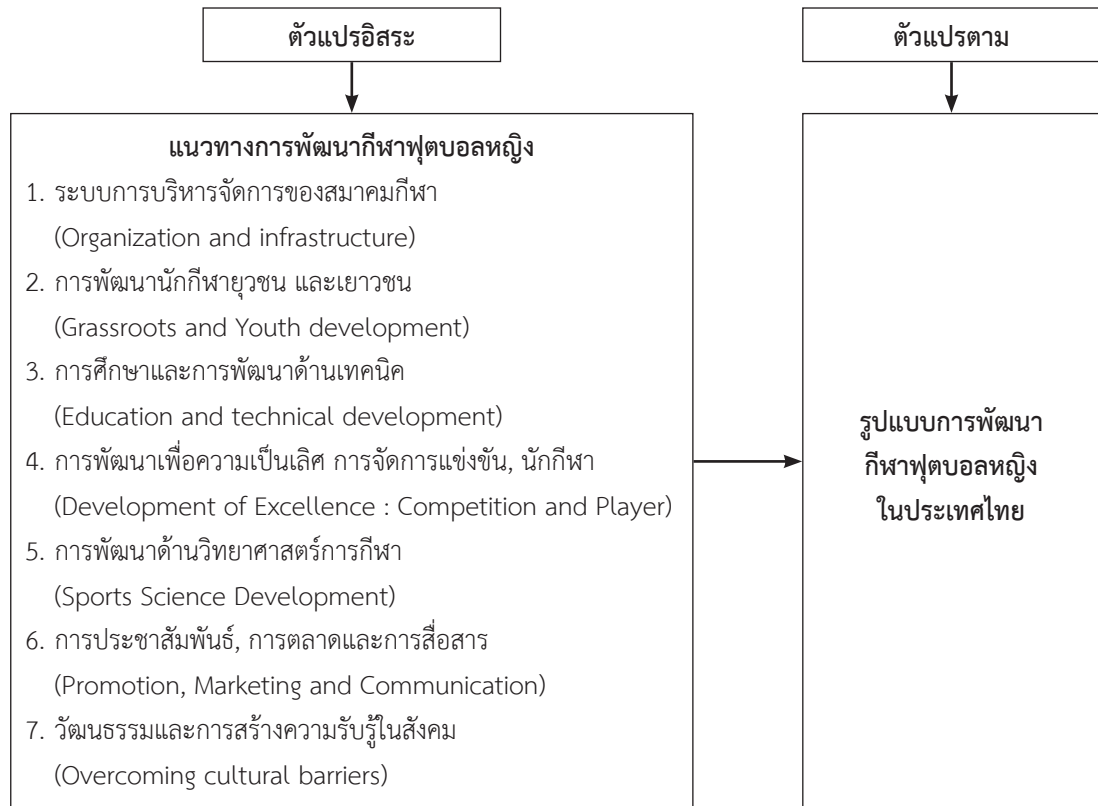 ตัวแปรอิสระ
ตัวแปรตาม
แนวทางการพัฒนากีฬาฟุตบอลหญิง
1. ระบบการบริหารจัดการของสมาคมกีฬา
(Organization and infrastructure)
2. การพัฒนานักกีฬายุวชน และเยาวชน
(Grassroots and Youth development)
3. การศึกษาและการพัฒนาด้านเทคนิค
(Education and technical development)
4. การพัฒนาเพื่อความเป็นเลิศ การจัดการแข่งขัน, นักกีฬา
(Development of Excellence : Competition and Player)
5. การพัฒนาด้านวิทยาศาสตร์การกีฬา
(Sports Science Development)
6. การประชาสัมพันธ์, การตลาดและการสื่อสาร
(Promotion, Marketing and Communication)
7. วัฒนธรรมและการสร้างความรับรู้ในสังคม
(Overcoming cultural barriers)
รูปแบบการพัฒนา
กีฬาฟุตบอลหญิง
ในประเทศไทย